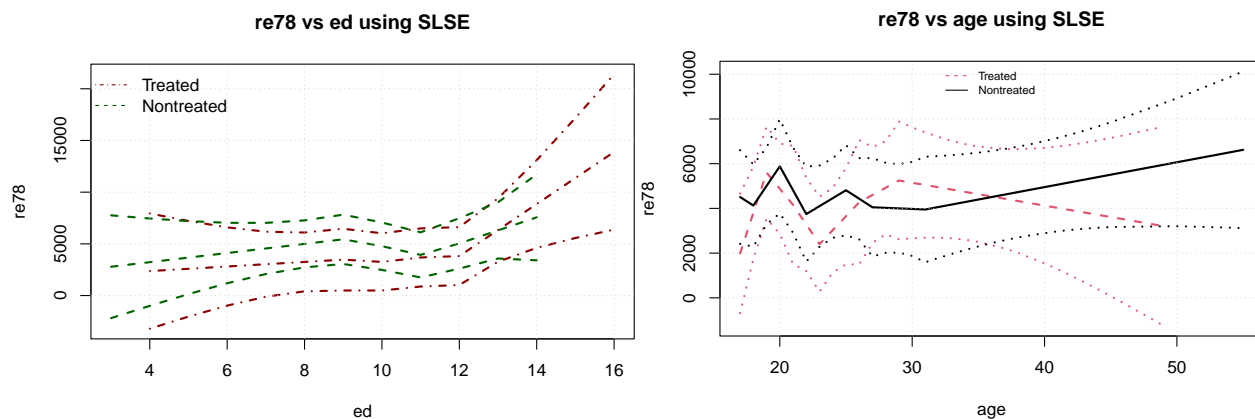 re78 vs ed using SLSE
Treated
Nontreated
15000
5000
0
re78
4 6 8 10 12 14 16
ed
re78 vs age using SLSE
Treated
Nontreated
10000
6000
2000
0
re78
20 30 40 50
age